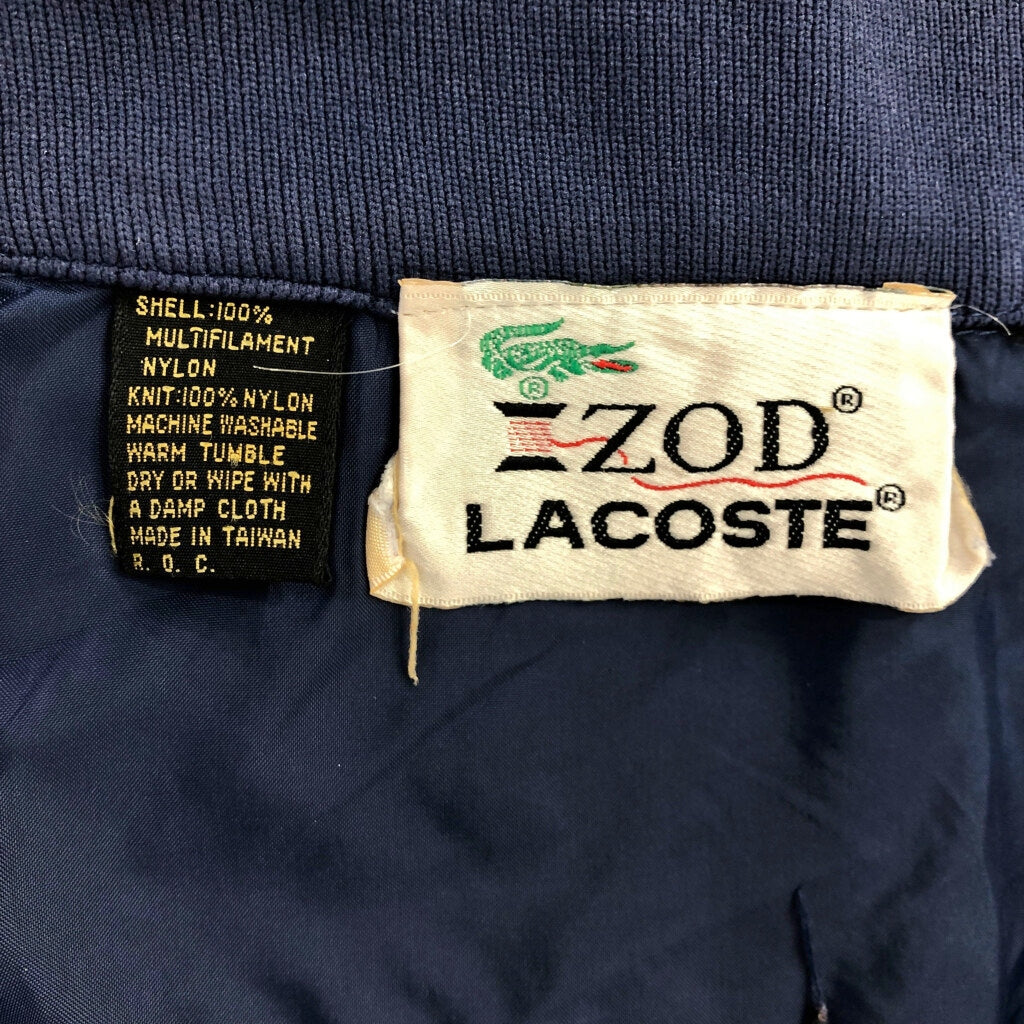 SHELL:100%
MULTIFILAMENT
NYLON
KNIT:100% NYLON
MACHINE WASHABLE
WARM TUMBLE
DRY OR WIPE WITH
A DAMP CLOTH
MADE IN TAIWAN
R. O. C.
®
IZOD®
LACOSTE®